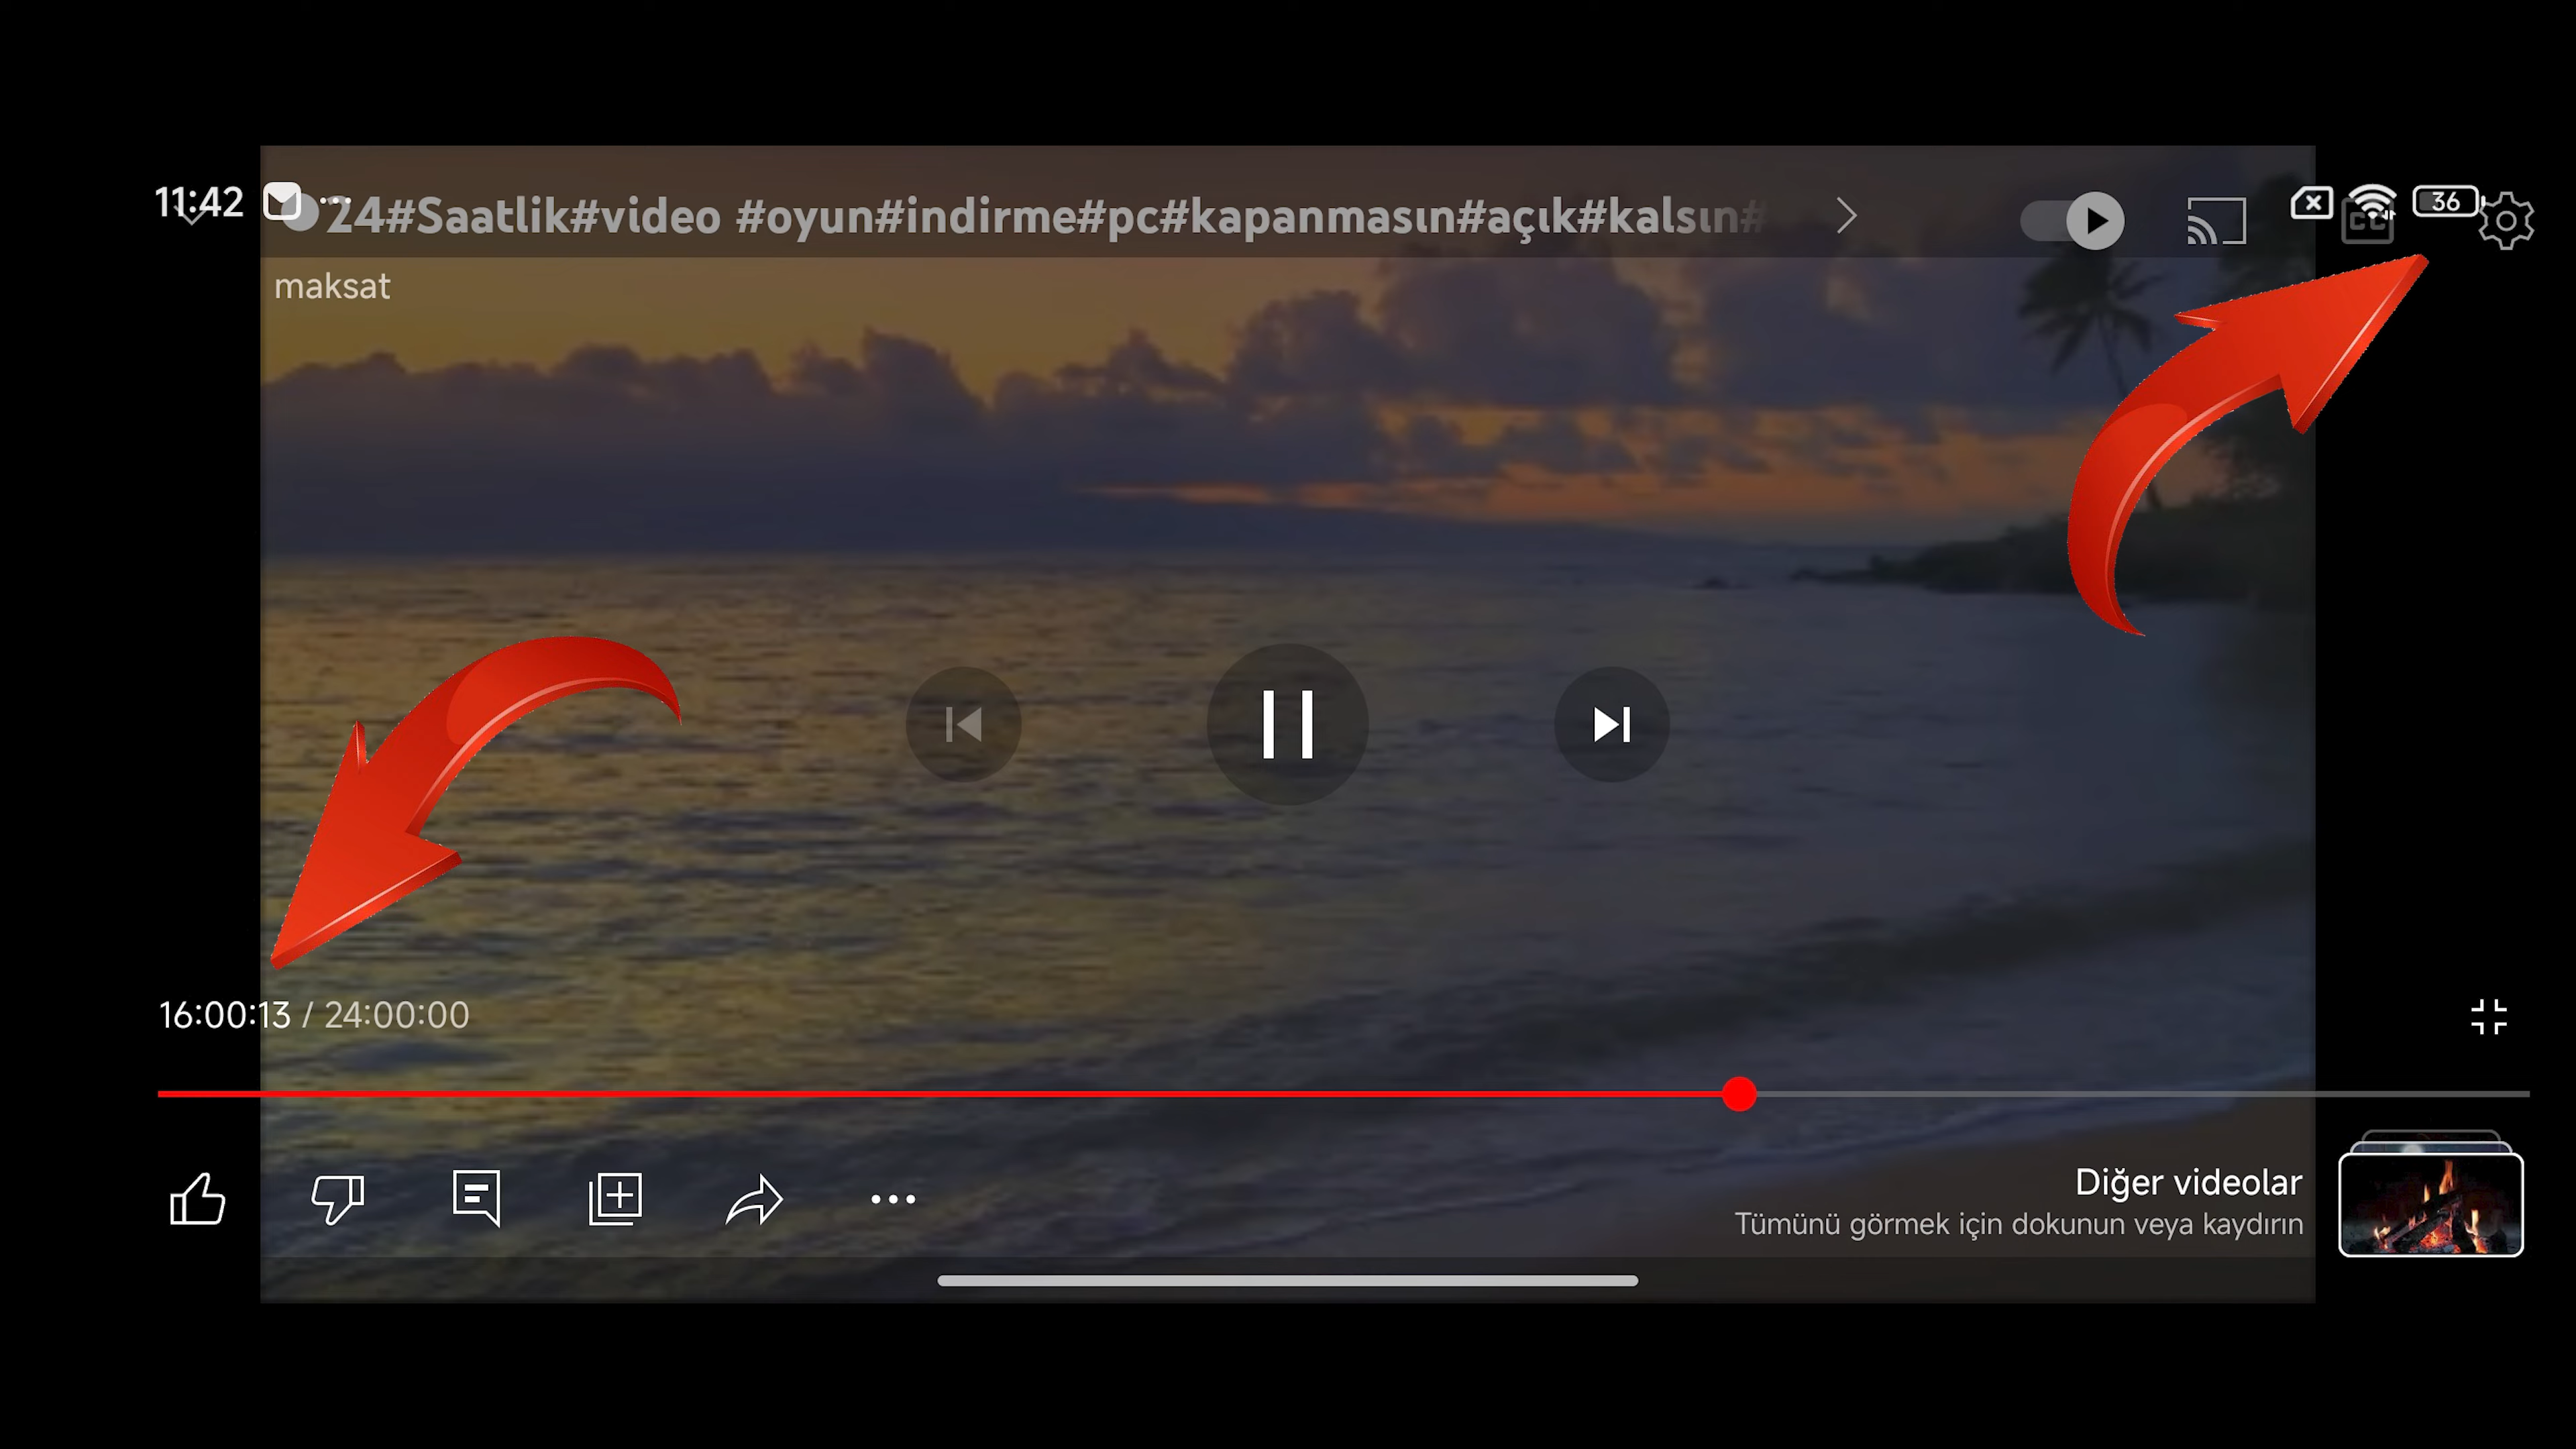 11:42
24#Saatlik#video #oyun#indirme#pc#kapanmasın#açık#kalsın#
CC
36
maksat
16:00:13 / 24:00:00
Diğer videolar
Tümünü görmek için dokunun veya kaydırın